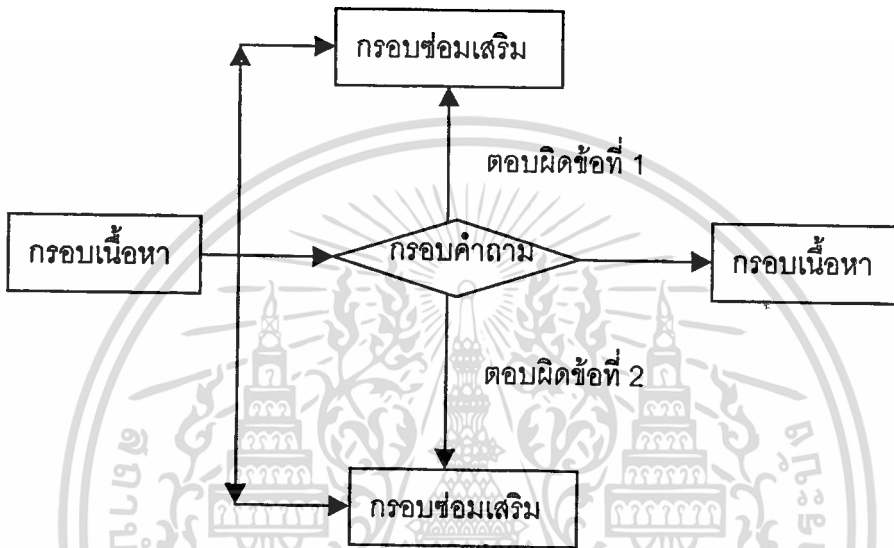 กรอบซ่อมเสริม
ตอบผิดข้อที่ 1
กรอบเนื้อหา
กรอบคำถาม
กรอบเนื้อหา
ตอบผิดข้อที่ 2
กรอบซ่อมเสริม